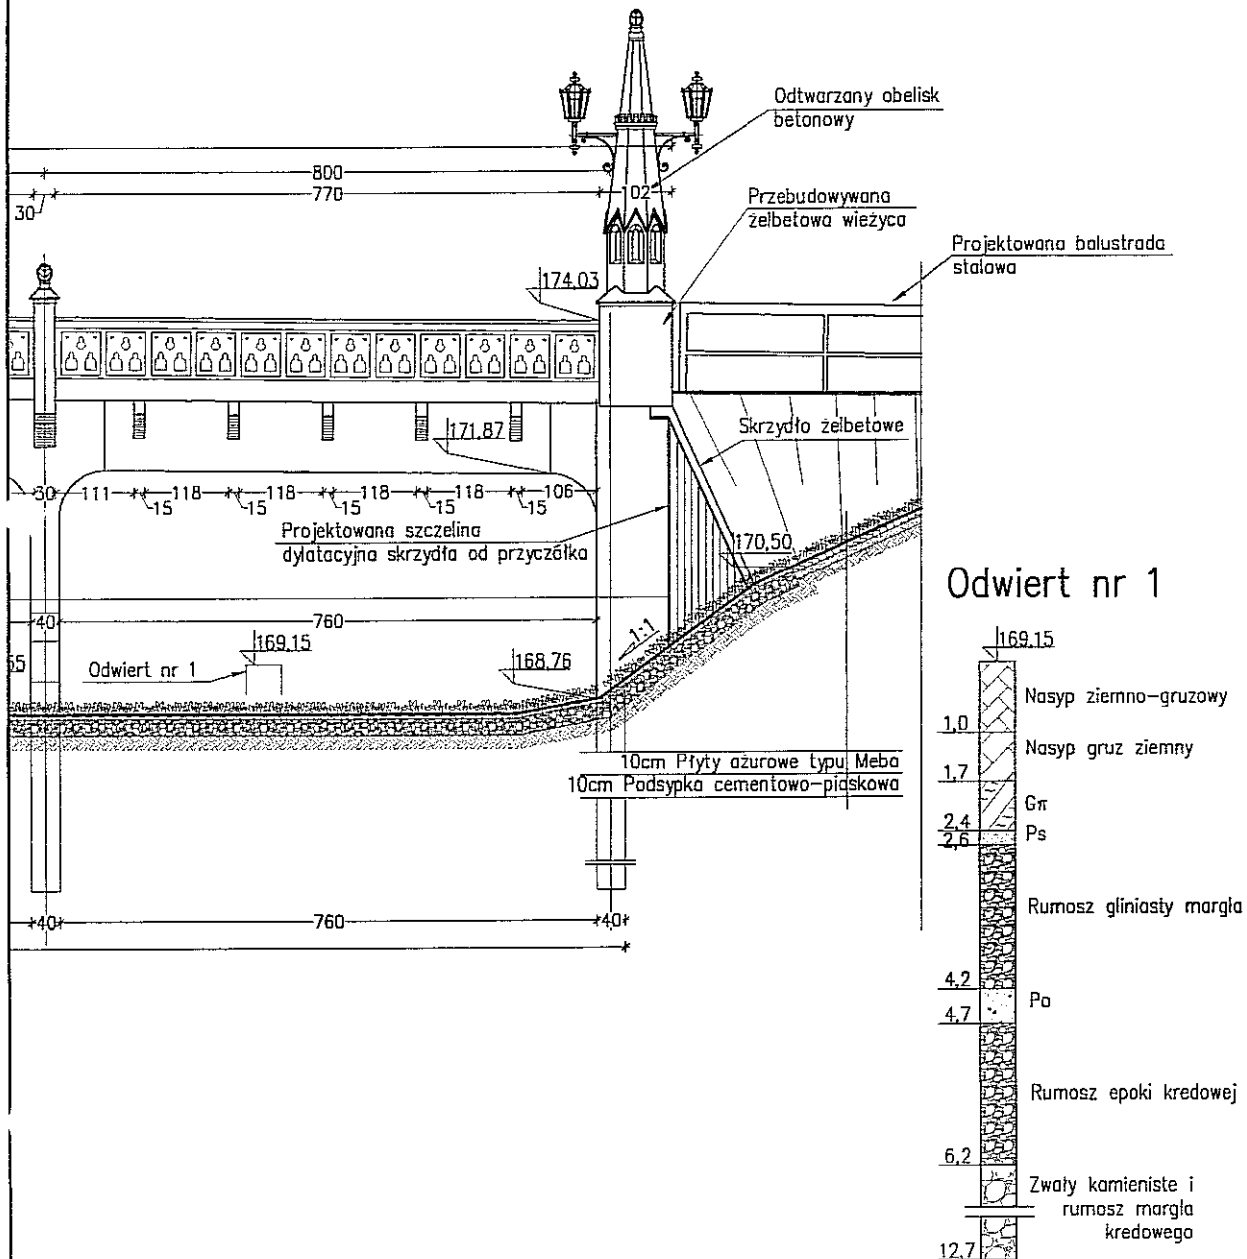 Odtwarzany obelisk
betonowy
800
770
102
30
Przebudowywana
żelbetowa wieżyca
Projektowana balustrada
stalowa
174,03
171,87
Skrzydło żelbetowe
30 111 118 118 118 118 106
15 15 15 15 15
Projektowana szczelina
dylatacyjna skrzydła od przyczółka
170,50
40 760
1:1
169,15
Odwiert nr 1
168,76
10cm Płyty ażurowe typu Meba
10cm Podsypka cementowo-piaskowa
40 760 40
Odwiert nr 1
169,15
Nasyp ziemno-gruzowy
1,0
Nasyp gruz ziemny
1,7
Gπ
2,4
Ps
2,6
Rumosz gliniasty margla
4,2
Po
4,7
Rumosz epoki kredowej
6,2
Zwały kamieniste i
rumosz margla
kredowego
12,7